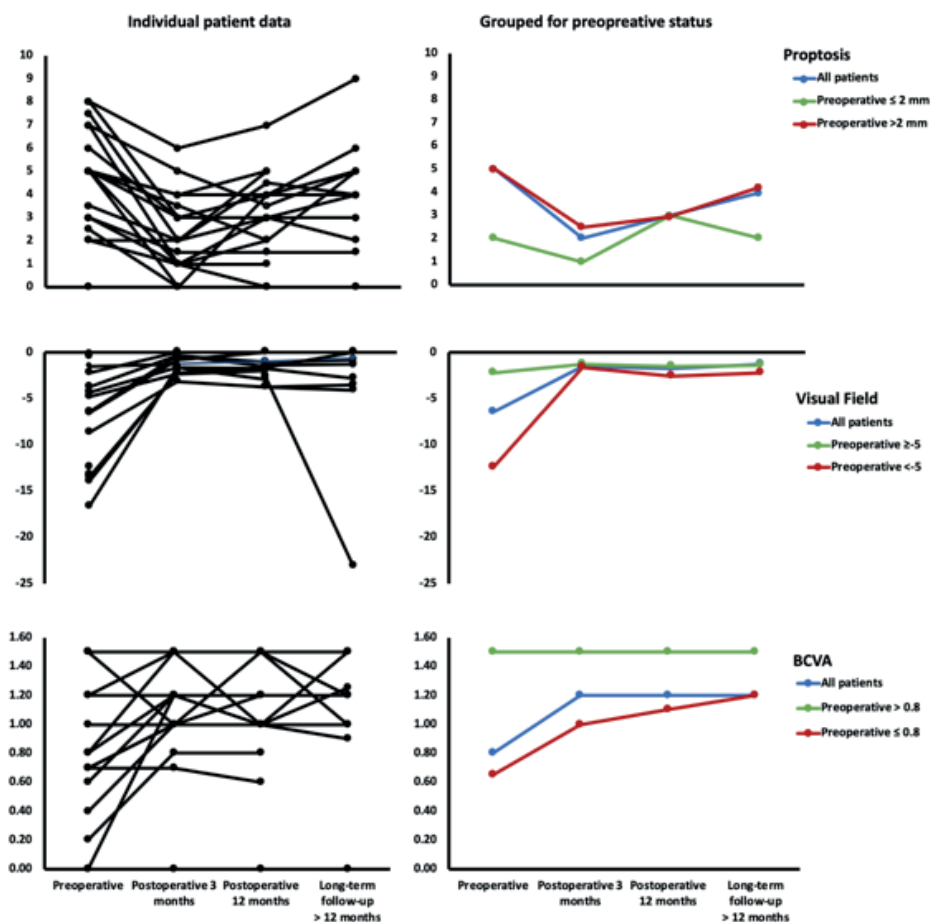 Individual patient data
Grouped for preopreative status
10
9
8
7
6
5
4
3
2
1
0
10
9
8
7
6
5
4
3
2
1
0
Proptosis
All patients
Preoperative ≤ 2 mm
Preoperative >2 mm
0
-5
-10
-15
-20
-25
0
-5
-10
-15
-20
-25
Visual Field
All patients
Preoperative ≥-5
Preoperative <-5
1.60
1.40
1.20
1.00
0.80
0.60
0.40
0.20
0.00
1.60
1.40
1.20
1.00
0.80
0.60
0.40
0.20
0.00
BCVA
All patients
Preoperative > 0.8
Preoperative ≤ 0.8
Preoperative
Postoperative 3
months
Postoperative
12 months
Long-term
follow-up
> 12 months
Preoperative
Postoperative 3
months
Postoperative
12 months
Long-term
follow-up
> 12 months